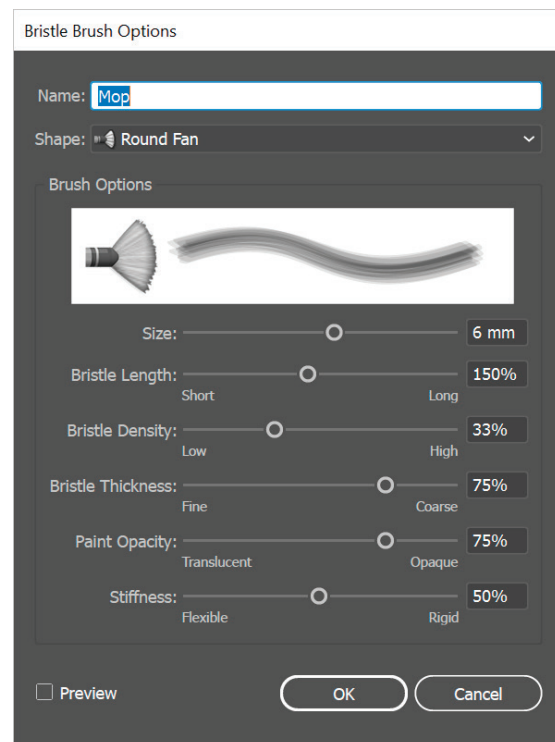 Bristle Brush Options
Name: Mop
Shape: Round Fan
Brush Options
Size: 6 mm
Bristle Length: 150%
Short Long
Bristle Density: 33%
Low High
Bristle Thickness: 75%
Fine Coarse
Paint Opacity: 75%
Translucent Opaque
Stiffness: 50%
Flexible Rigid
Preview OK Cancel